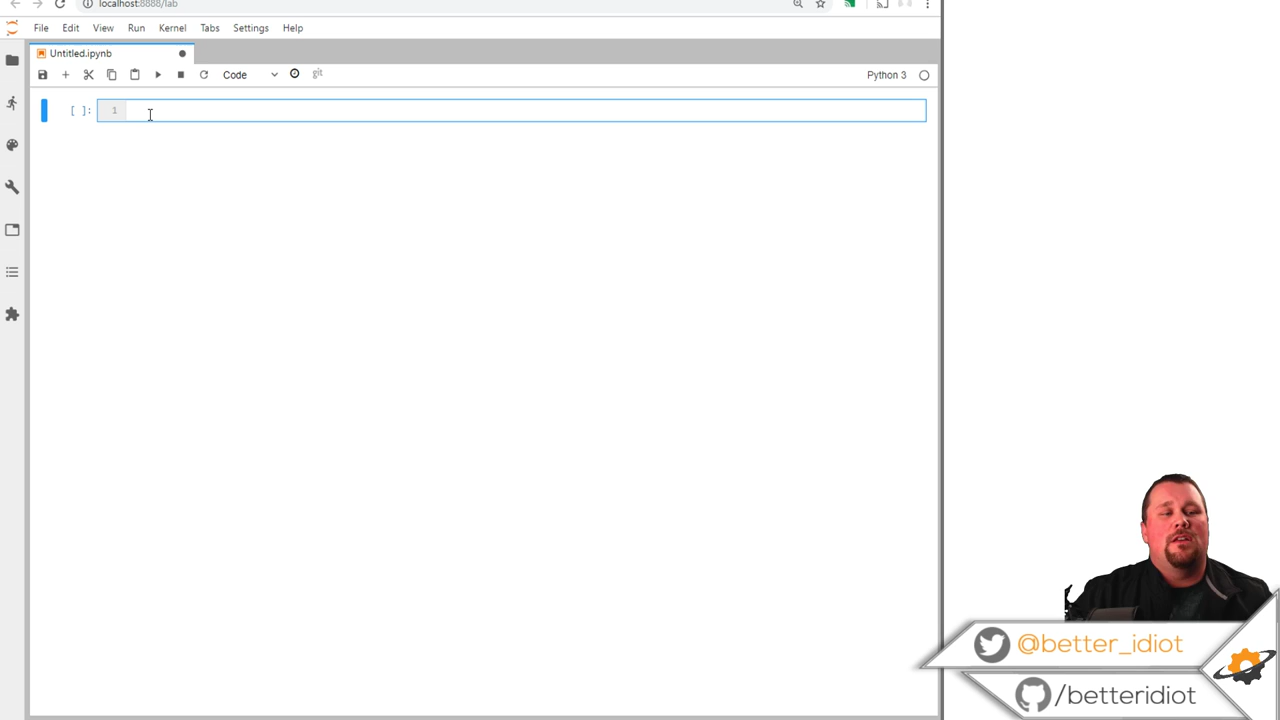 localhost:8888/lab
File Edit View Run Kernel Tabs Settings Help
Untitled.ipynb
Code git Python 3
[ ]: 1
@better_idiot
/betteridiot